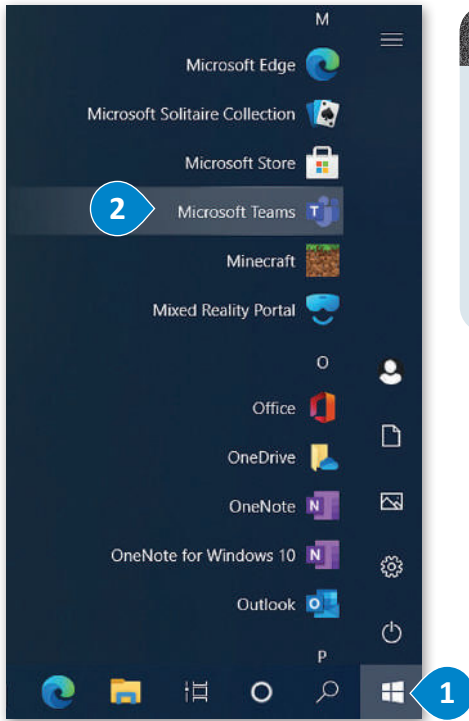 M
Microsoft Edge
Microsoft Solitaire Collection
Microsoft Store
2
Microsoft Teams
T
Minecraft
Mixed Reality Portal
O
Office
OneDrive
OneNote
N
OneNote for Windows 10
N
Outlook
O
P
1